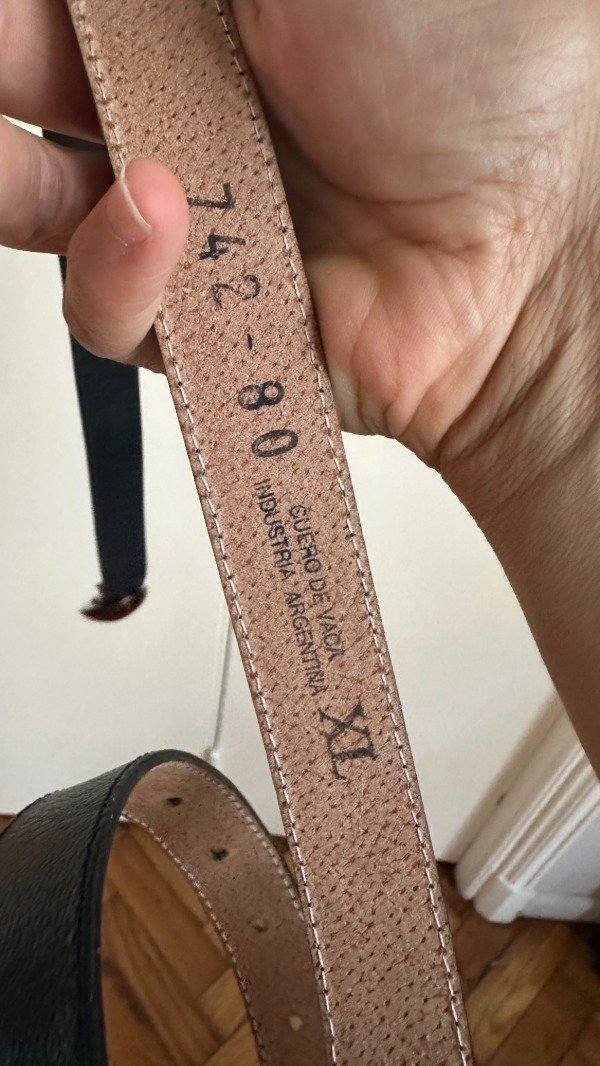 742-80
CUERO DE VACA
INDUSTRIA ARGENTINA
XL